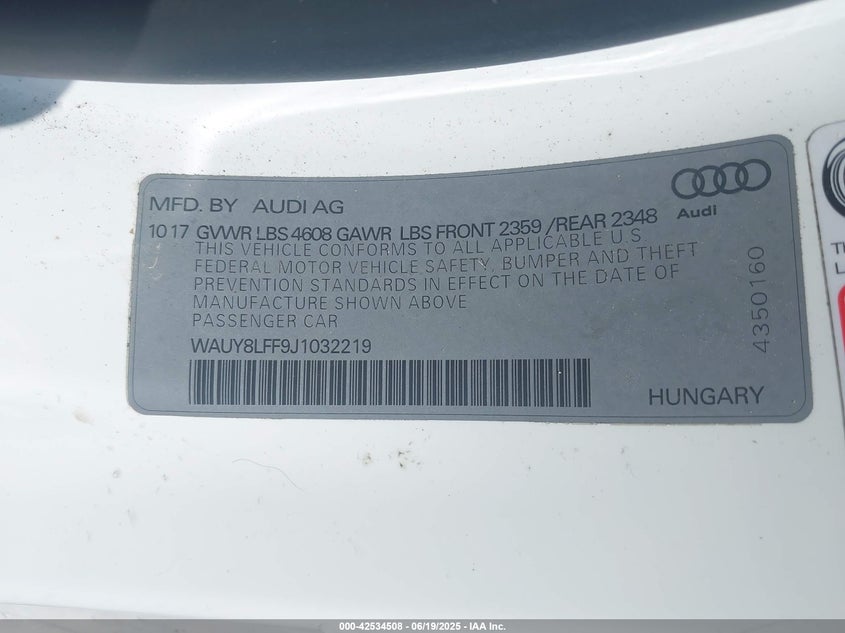 MFD. BY AUDI AG
Audi
10 17 GVWR LBS 4608 GAWR LBS FRONT 2359 / REAR 2348
THIS VEHICLE CONFORMS TO ALL APPLICABLE U.S
FEDERAL MOTOR VEHICLE SAFETY, BUMPER AND THEFT
PREVENTION STANDARDS IN EFFECT ON THE DATE OF
MANUFACTURE SHOWN ABOVE
PASSENGER CAR
WAUY8LFF9J1032219
HUNGARY
4350160
000-42534508 - 06/19/2025 - IAA Inc.